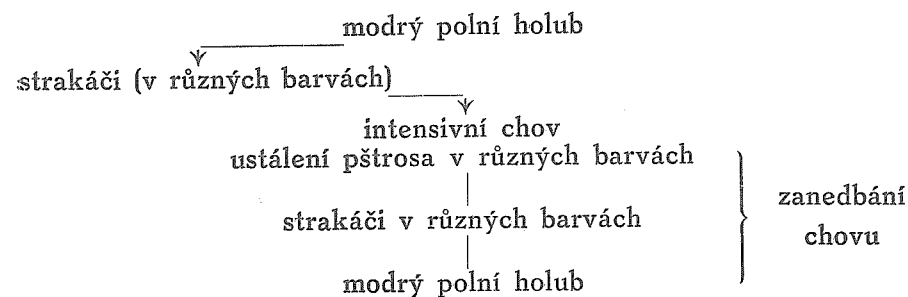 modrý polní holub
strakáči (v různých barvách)
intensivní chov
ustálení pštrosa v různých barvách
strakáči v různých barvách
modrý polní holub
zanedbání
chovu